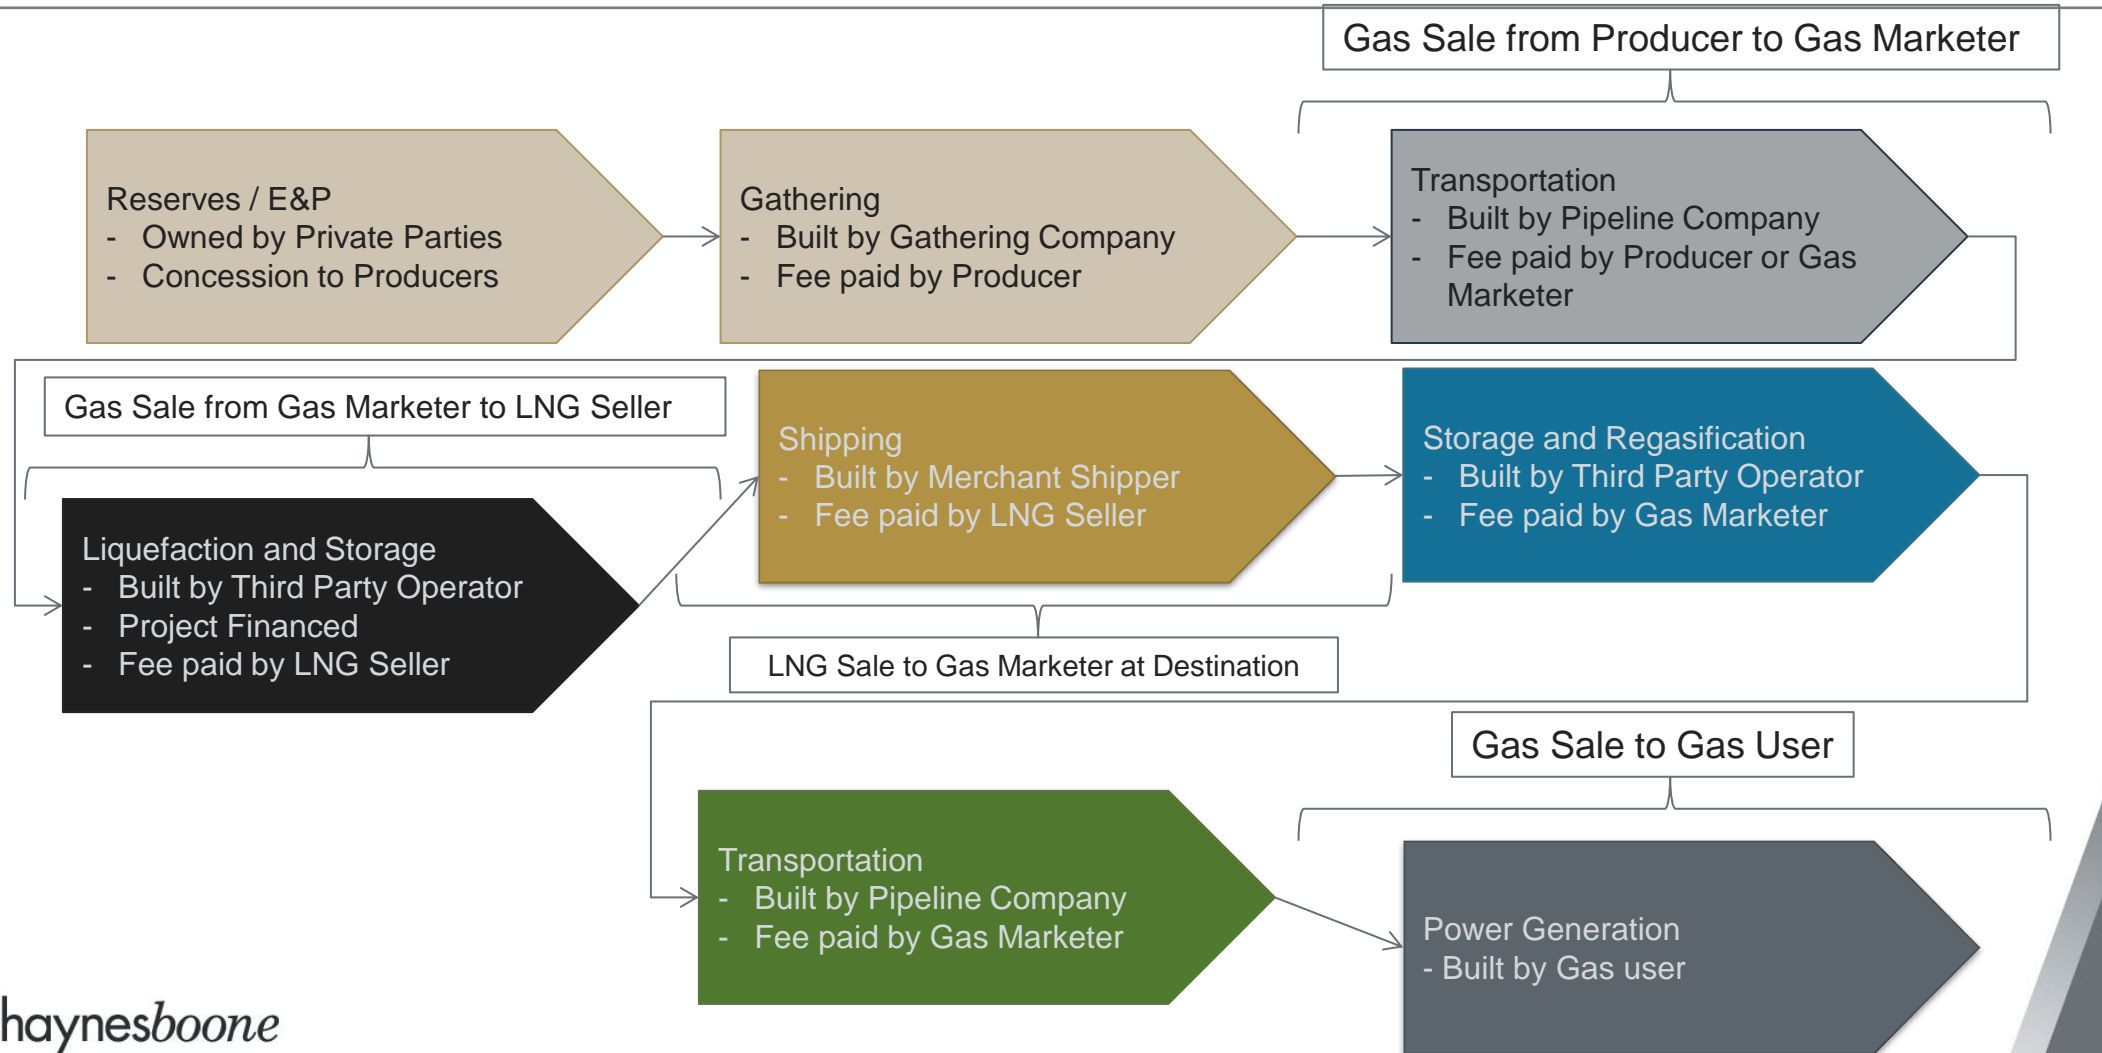 Gas Sale from Producer to Gas Marketer
Reserves / E&P
- Owned by Private Parties
- Concession to Producers
Gathering
- Built by Gathering Company
- Fee paid by Producer
Transportation
- Built by Pipeline Company
- Fee paid by Producer or Gas
Marketer
Gas Sale from Gas Marketer to LNG Seller
Liquefaction and Storage
- Built by Third Party Operator
- Project Financed
- Fee paid by LNG Seller
Shipping
- Built by Merchant Shipper
- Fee paid by LNG Seller
Storage and Regasification
- Built by Third Party Operator
- Fee paid by Gas Marketer
LNG Sale to Gas Marketer at Destination
Gas Sale to Gas User
Transportation
- Built by Pipeline Company
- Fee paid by Gas Marketer
Power Generation
- Built by Gas user
haynesboone